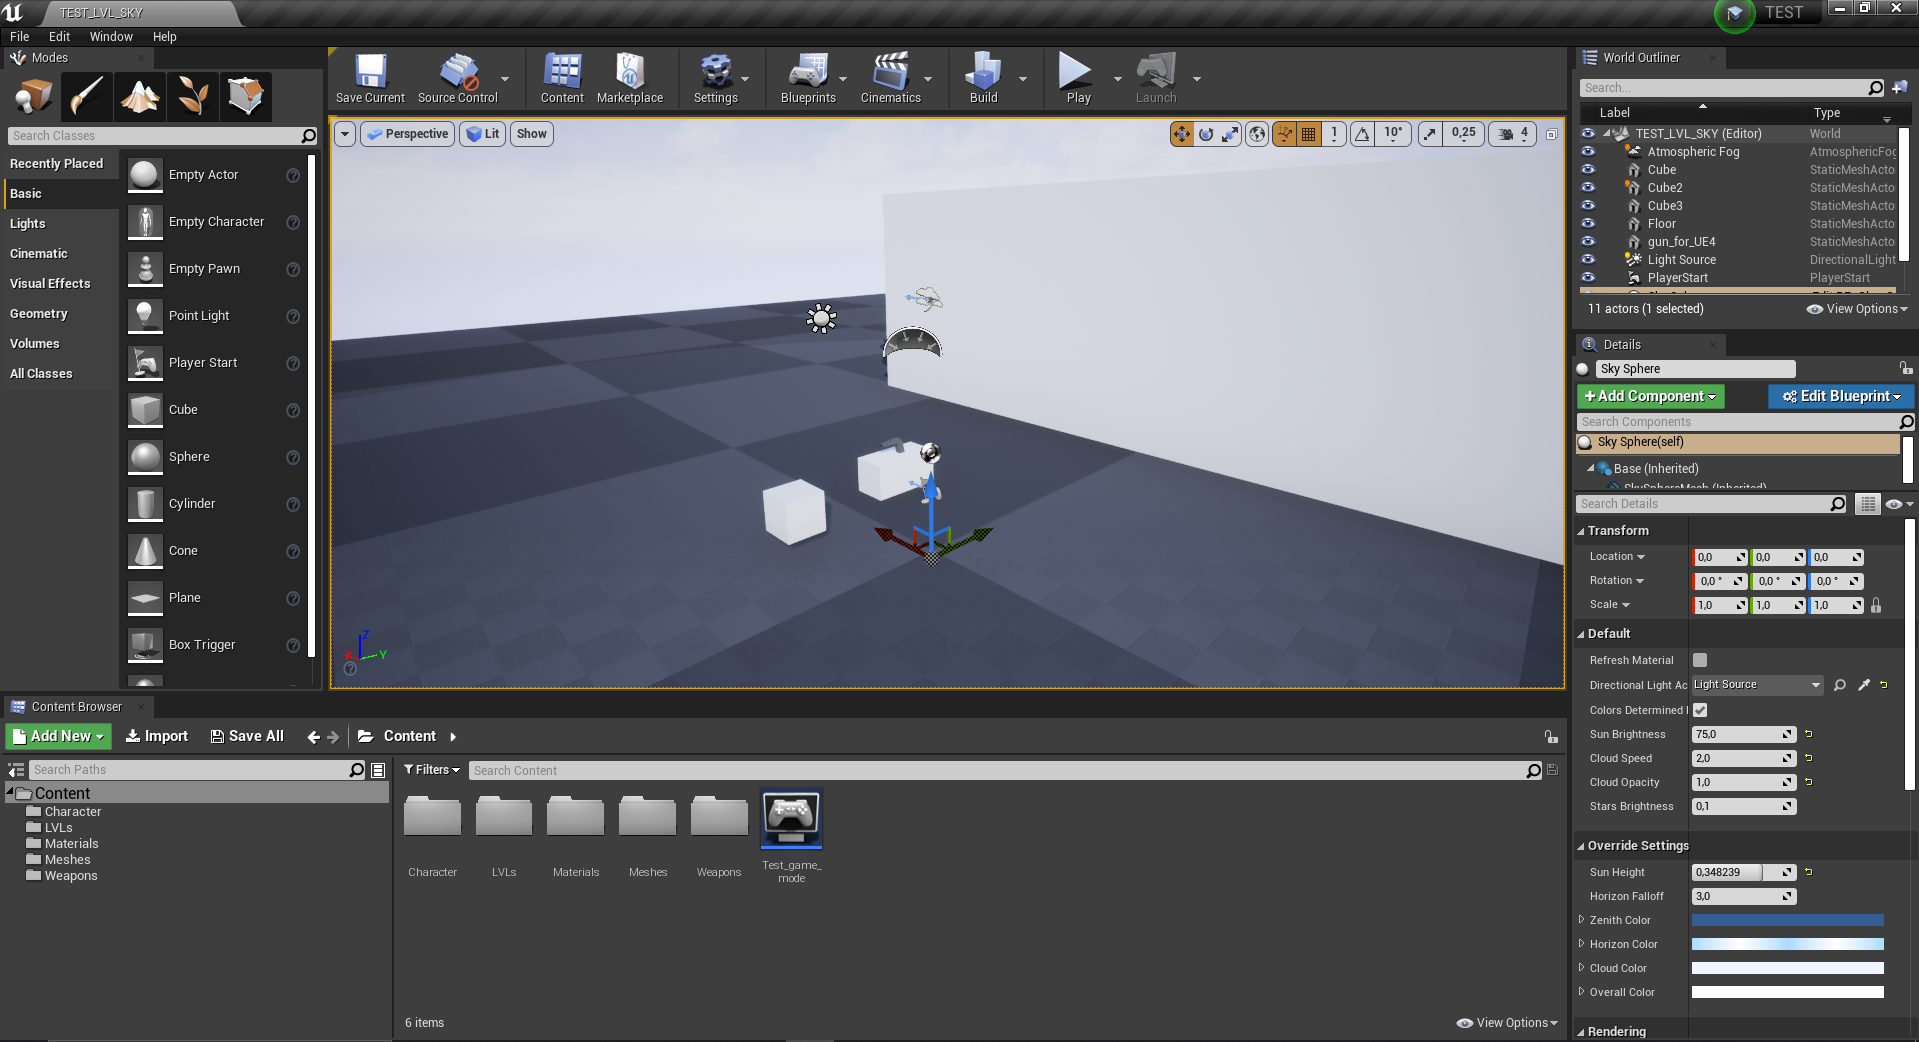 TEST_LVL_SKY
TEST
File Edit Window Help
Modes
Search Classes
Recently Placed
Basic
Lights
Cinematic
Visual Effects
Geometry
Volumes
All Classes
Empty Actor
Empty Character
Empty Pawn
Point Light
Player Start
Cube
Sphere
Cylinder
Cone
Plane
Box Trigger
Save Current Source Control Content Marketplace Settings Blueprints Cinematics Build Play Launch
Perspective Lit Show
1 10° 0,25 4
Z
X Y
World Outliner
Search...
Label Type
TEST_LVL_SKY (Editor) World
Atmospheric Fog AtmosphericFog
Cube StaticMeshActo
Cube2 StaticMeshActo
Cube3 StaticMeshActo
Floor StaticMeshActo
gun_for_UE4 StaticMeshActo
Light Source DirectionalLight
PlayerStart PlayerStart
11 actors (1 selected) View Options
Details
Sky Sphere
+Add Component Edit Blueprint
Search Components
Sky Sphere(self)
Base (Inherited)
SkySphereMesh (Inherited)
Search Details
Transform
Location 0,0 0,0 0,0
Rotation 0,0 ° 0,0 ° 0,0 °
Scale 1,0 1,0 1,0
Default
Refresh Material
Directional Light Ac Light Source
Colors Determined
Sun Brightness 75,0
Cloud Speed 2,0
Cloud Opacity 1,0
Stars Brightness 0,1
Override Settings
Sun Height 0,348239
Horizon Falloff 3,0
Zenith Color
Horizon Color
Cloud Color
Overall Color
Rendering
Content Browser
Add New Import Save All Content
Search Paths
Content
Character
LVLs
Materials
Meshes
Weapons
Filters Search Content
Character LVLs Materials Meshes Weapons Test_game_
mode
6 items View Options